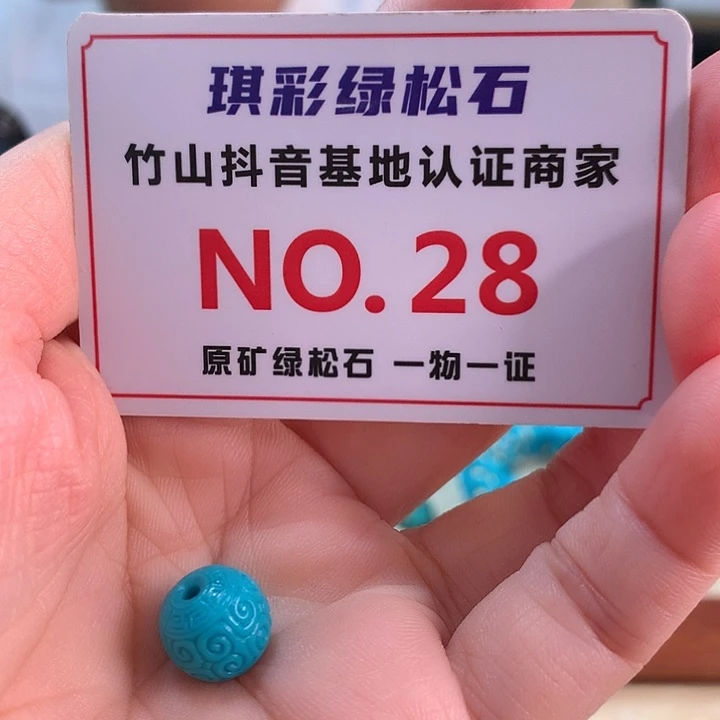 琪彩绿松石
竹山抖音基地认证商家
NO.28
原矿绿松石 一物一证